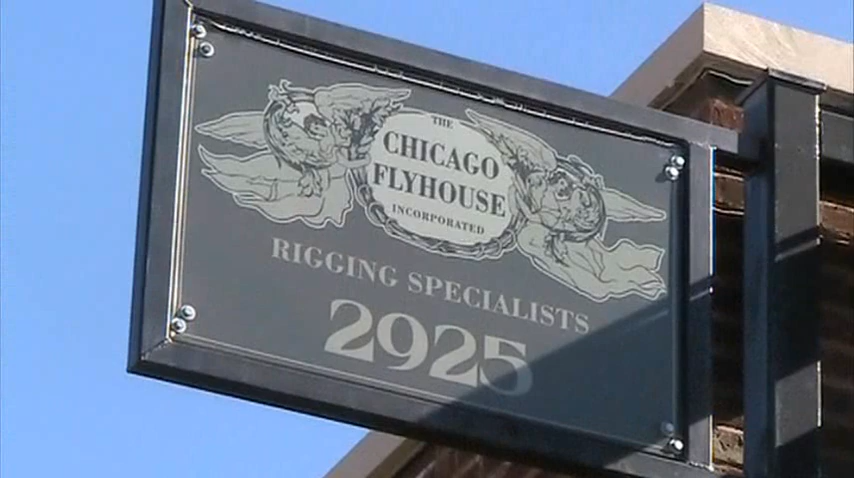 THE
CHICAGO
FLYHOUSE
INCORPORATED
RIGGING SPECIALISTS
2925